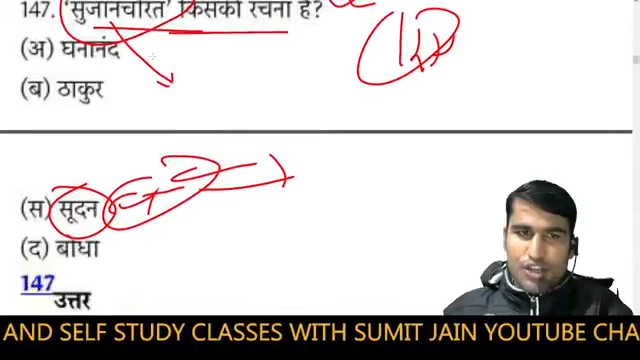 147. 'सुजानचरित' किसकी रचना है?
(अ) घनानंद
(ब) ठाकुर
(स) सूदन
(द) बोधा
147
उत्तर
AND SELF STUDY CLASSES WITH SUMIT JAIN YOUTUBE CHA